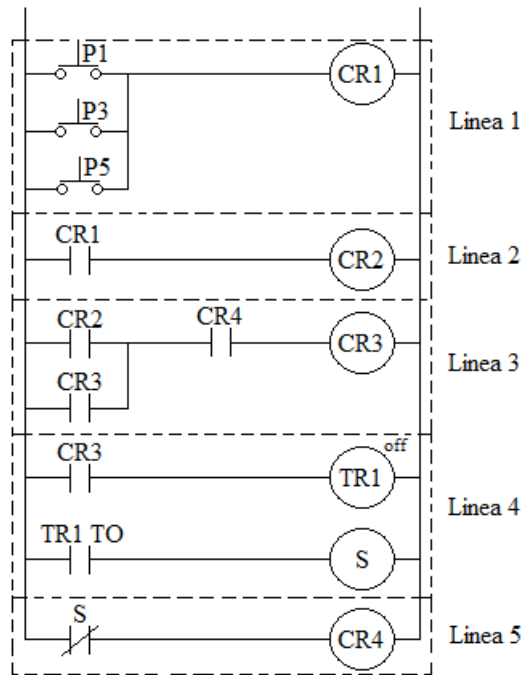 P1
CR1
P3
Linea 1
P5
CR1
CR2
Linea 2
CR2
CR4
CR3
CR3
Linea 3
CR3
off
TR1
Linea 4
TR1 TO
S
S
CR4
Linea 5